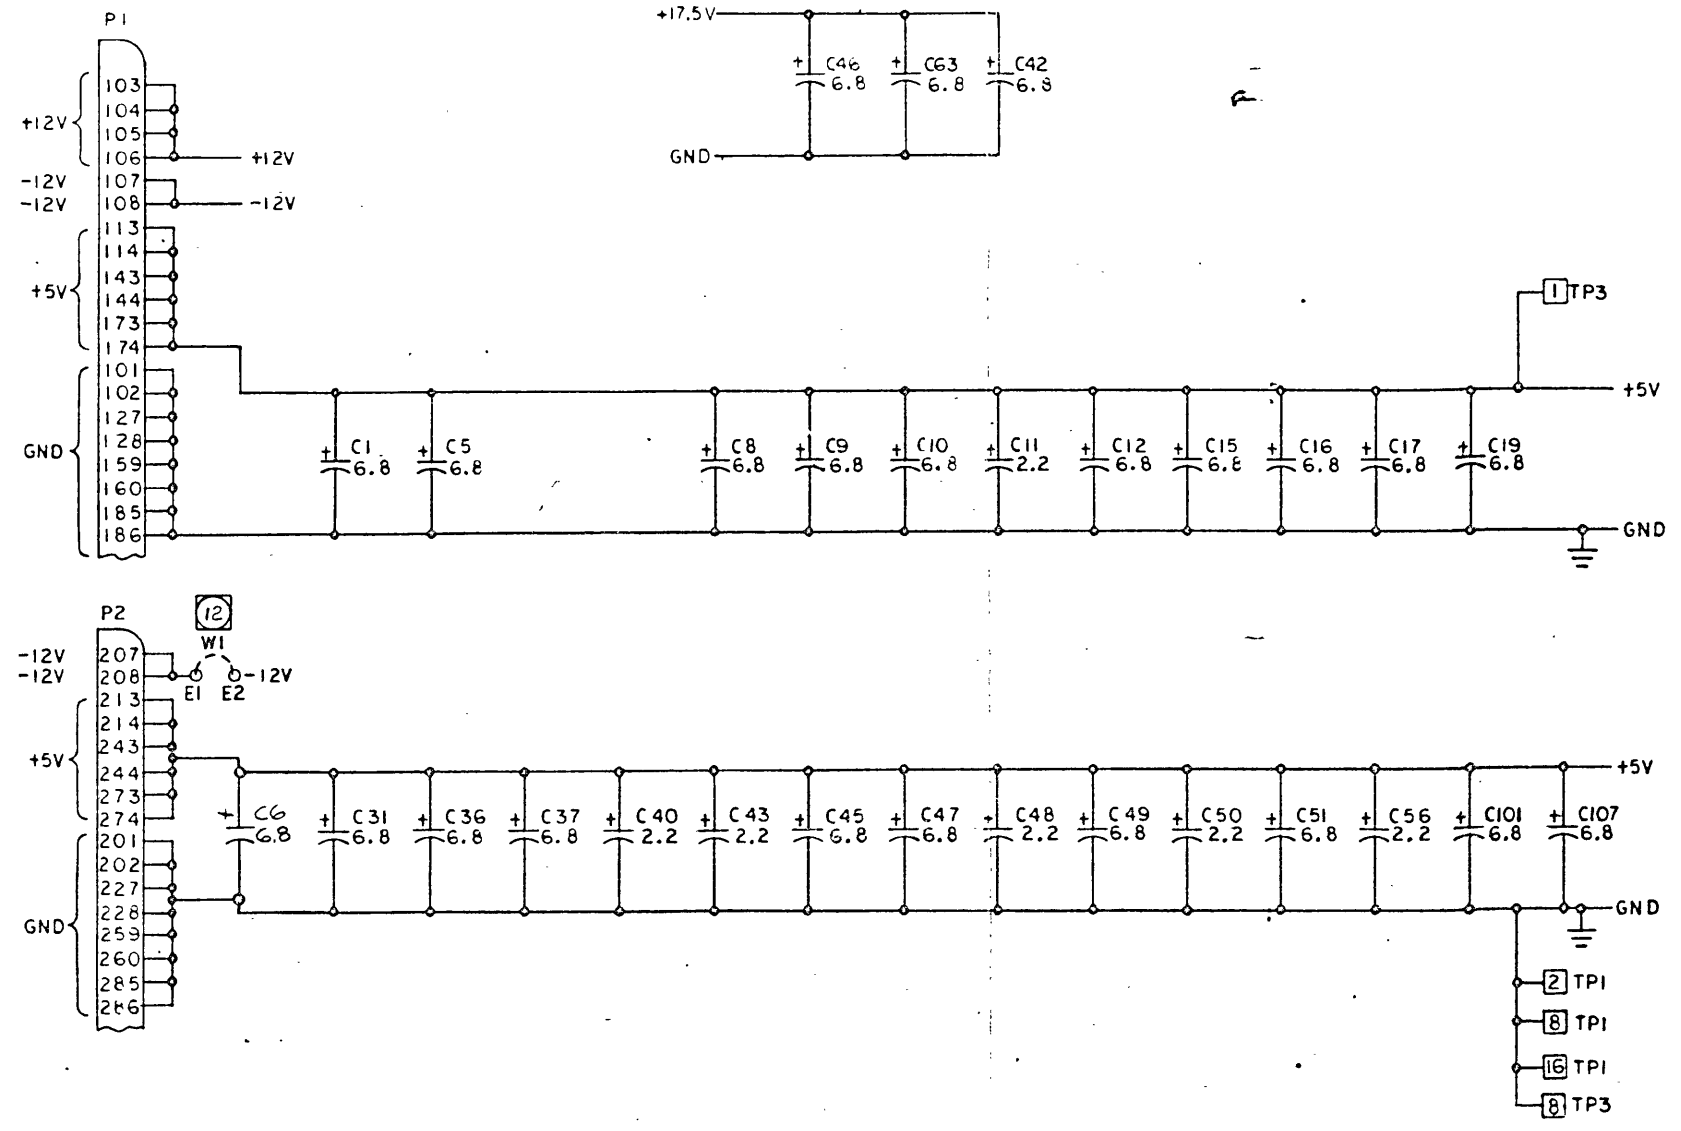 P1
103
104
+12V
105
106 +12V
-12V 107
-12V 108 -12V
113
114
143
+5V
144
173
174
101
102
127
128
GND
159
160
185
186
+17.5V
+ C46 6.8
+ C63 6.8
+ C42 6.8
GND
1 TP3
+5V
+ C1 6.8
+ C5 6.8
+ C8 6.8
+ C9 6.8
+ C10 6.8
+ C11 2.2
+ C12 6.8
+ C15 6.8
+ C16 6.8
+ C17 6.8
+ C19 6.8
GND
P2
12
W1
-12V 207
-12V 208
E1 E2 -12V
213
214
243
+5V
244
273
274
201
202
227
228
GND
259
260
285
286
+5V
+ C6 6.8
+ C31 6.8
+ C36 6.8
+ C37 6.8
+ C40 2.2
+ C43 2.2
+ C45 6.8
+ C47 6.8
+ C48 2.2
+ C49 6.8
+ C50 2.2
+ C51 6.8
+ C56 2.2
+ C101 6.8
+ C107 6.8
GND
2 TP1
8 TP1
16 TP1
8 TP3